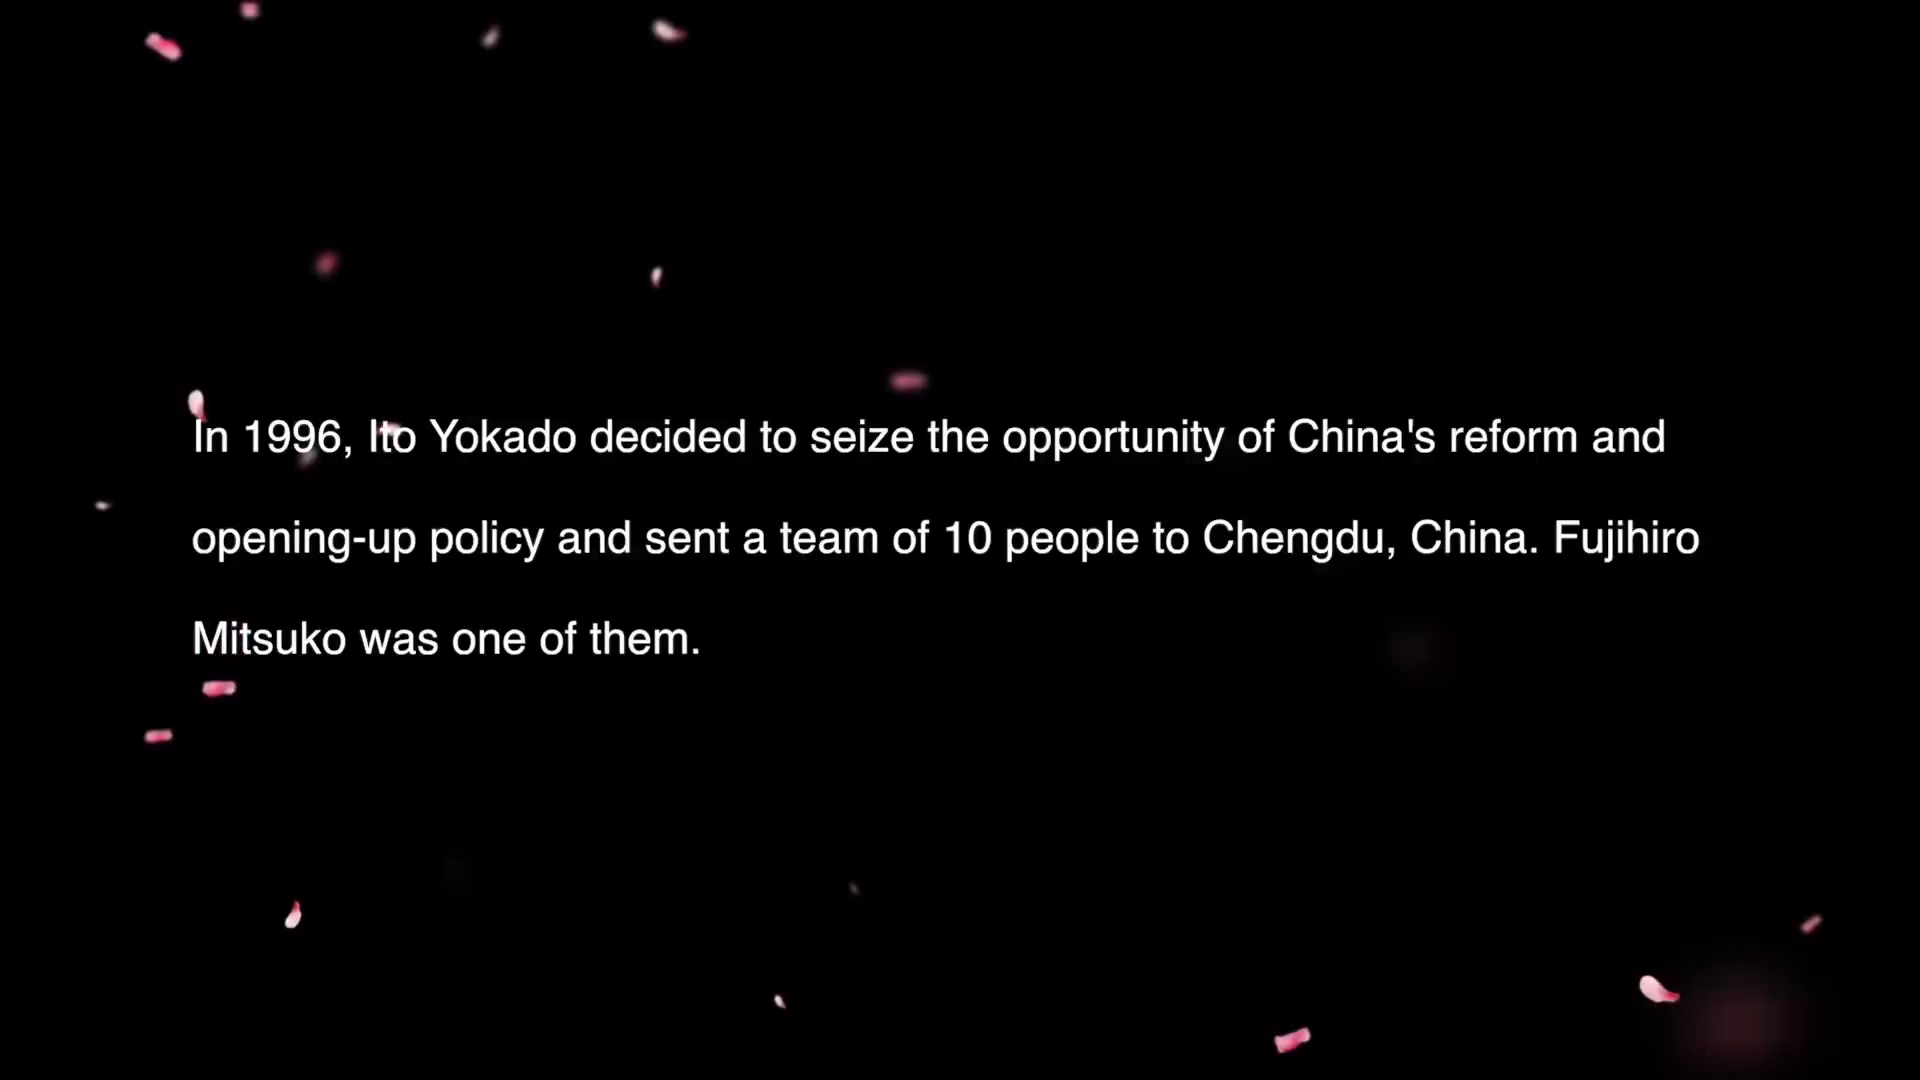 In 1996, Ito Yokado decided to seize the opportunity of China's reform and
opening-up policy and sent a team of 10 people to Chengdu, China. Fujihiro
Mitsuko was one of them.